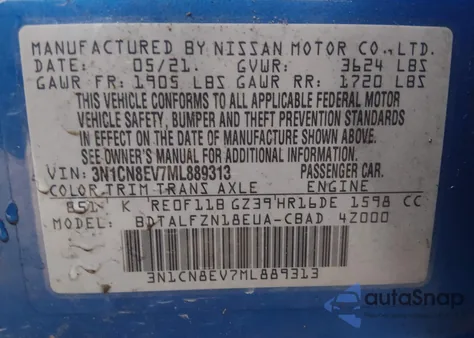 MANUFACTURED BY NISSAN MOTOR CO., LTD.
DATE: 05/21. GVWR: 3624 LBS
GAWR FR: 1905 LBS GAWR RR: 1720 LBS
THIS VEHICLE CONFORMS TO ALL APPLICABLE FEDERAL MOTOR
VEHICLE SAFETY, BUMPER AND THEFT PREVENTION STANDARDS
IN EFFECT ON THE DATE OF MANUFACTURE SHOWN ABOVE.
SEE OWNER'S MANUAL FOR ADDITIONAL INFORMATION.
VIN: 3N1CN8EV7ML889313 PASSENGER CAR.
COLOR TRIM TRANS AXLE ENGINE
K RE0F11B GZ39 HR16DE 1598 CC
MODEL: BDTALFZN18EUA-CBAD 4Z000
3N1CN8EV7ML889313
autoSnap